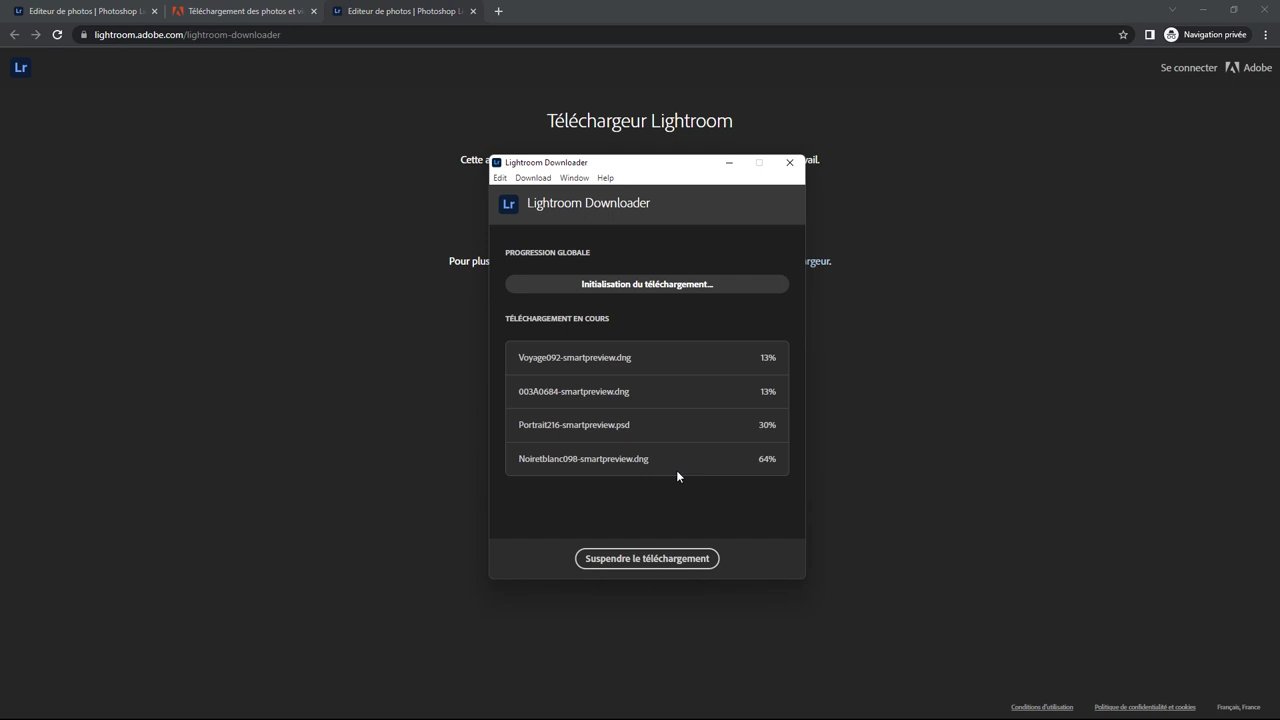 Editeur de photos | Photoshop L
Téléchargement des photos et vi
Editeur de photos | Photoshop L
lightroom.adobe.com/lightroom-downloader
Navigation privée
Lr
Se connecter
Adobe
Téléchargeur Lightroom
Cette a
vail.
Pour plus
rgeur.
Lr Lightroom Downloader
Edit Download Window Help
Lr Lightroom Downloader
PROGRESSION GLOBALE
Initialisation du téléchargement...
TÉLÉCHARGEMENT EN COURS
Voyage092-smartpreview.dng 13%
003A0684-smartpreview.dng 13%
Portrait216-smartpreview.psd 30%
Noiretblanc098-smartpreview.dng 64%
Suspendre le téléchargement
Conditions d'utilisation
Politique de confidentialité et cookies
Français, France